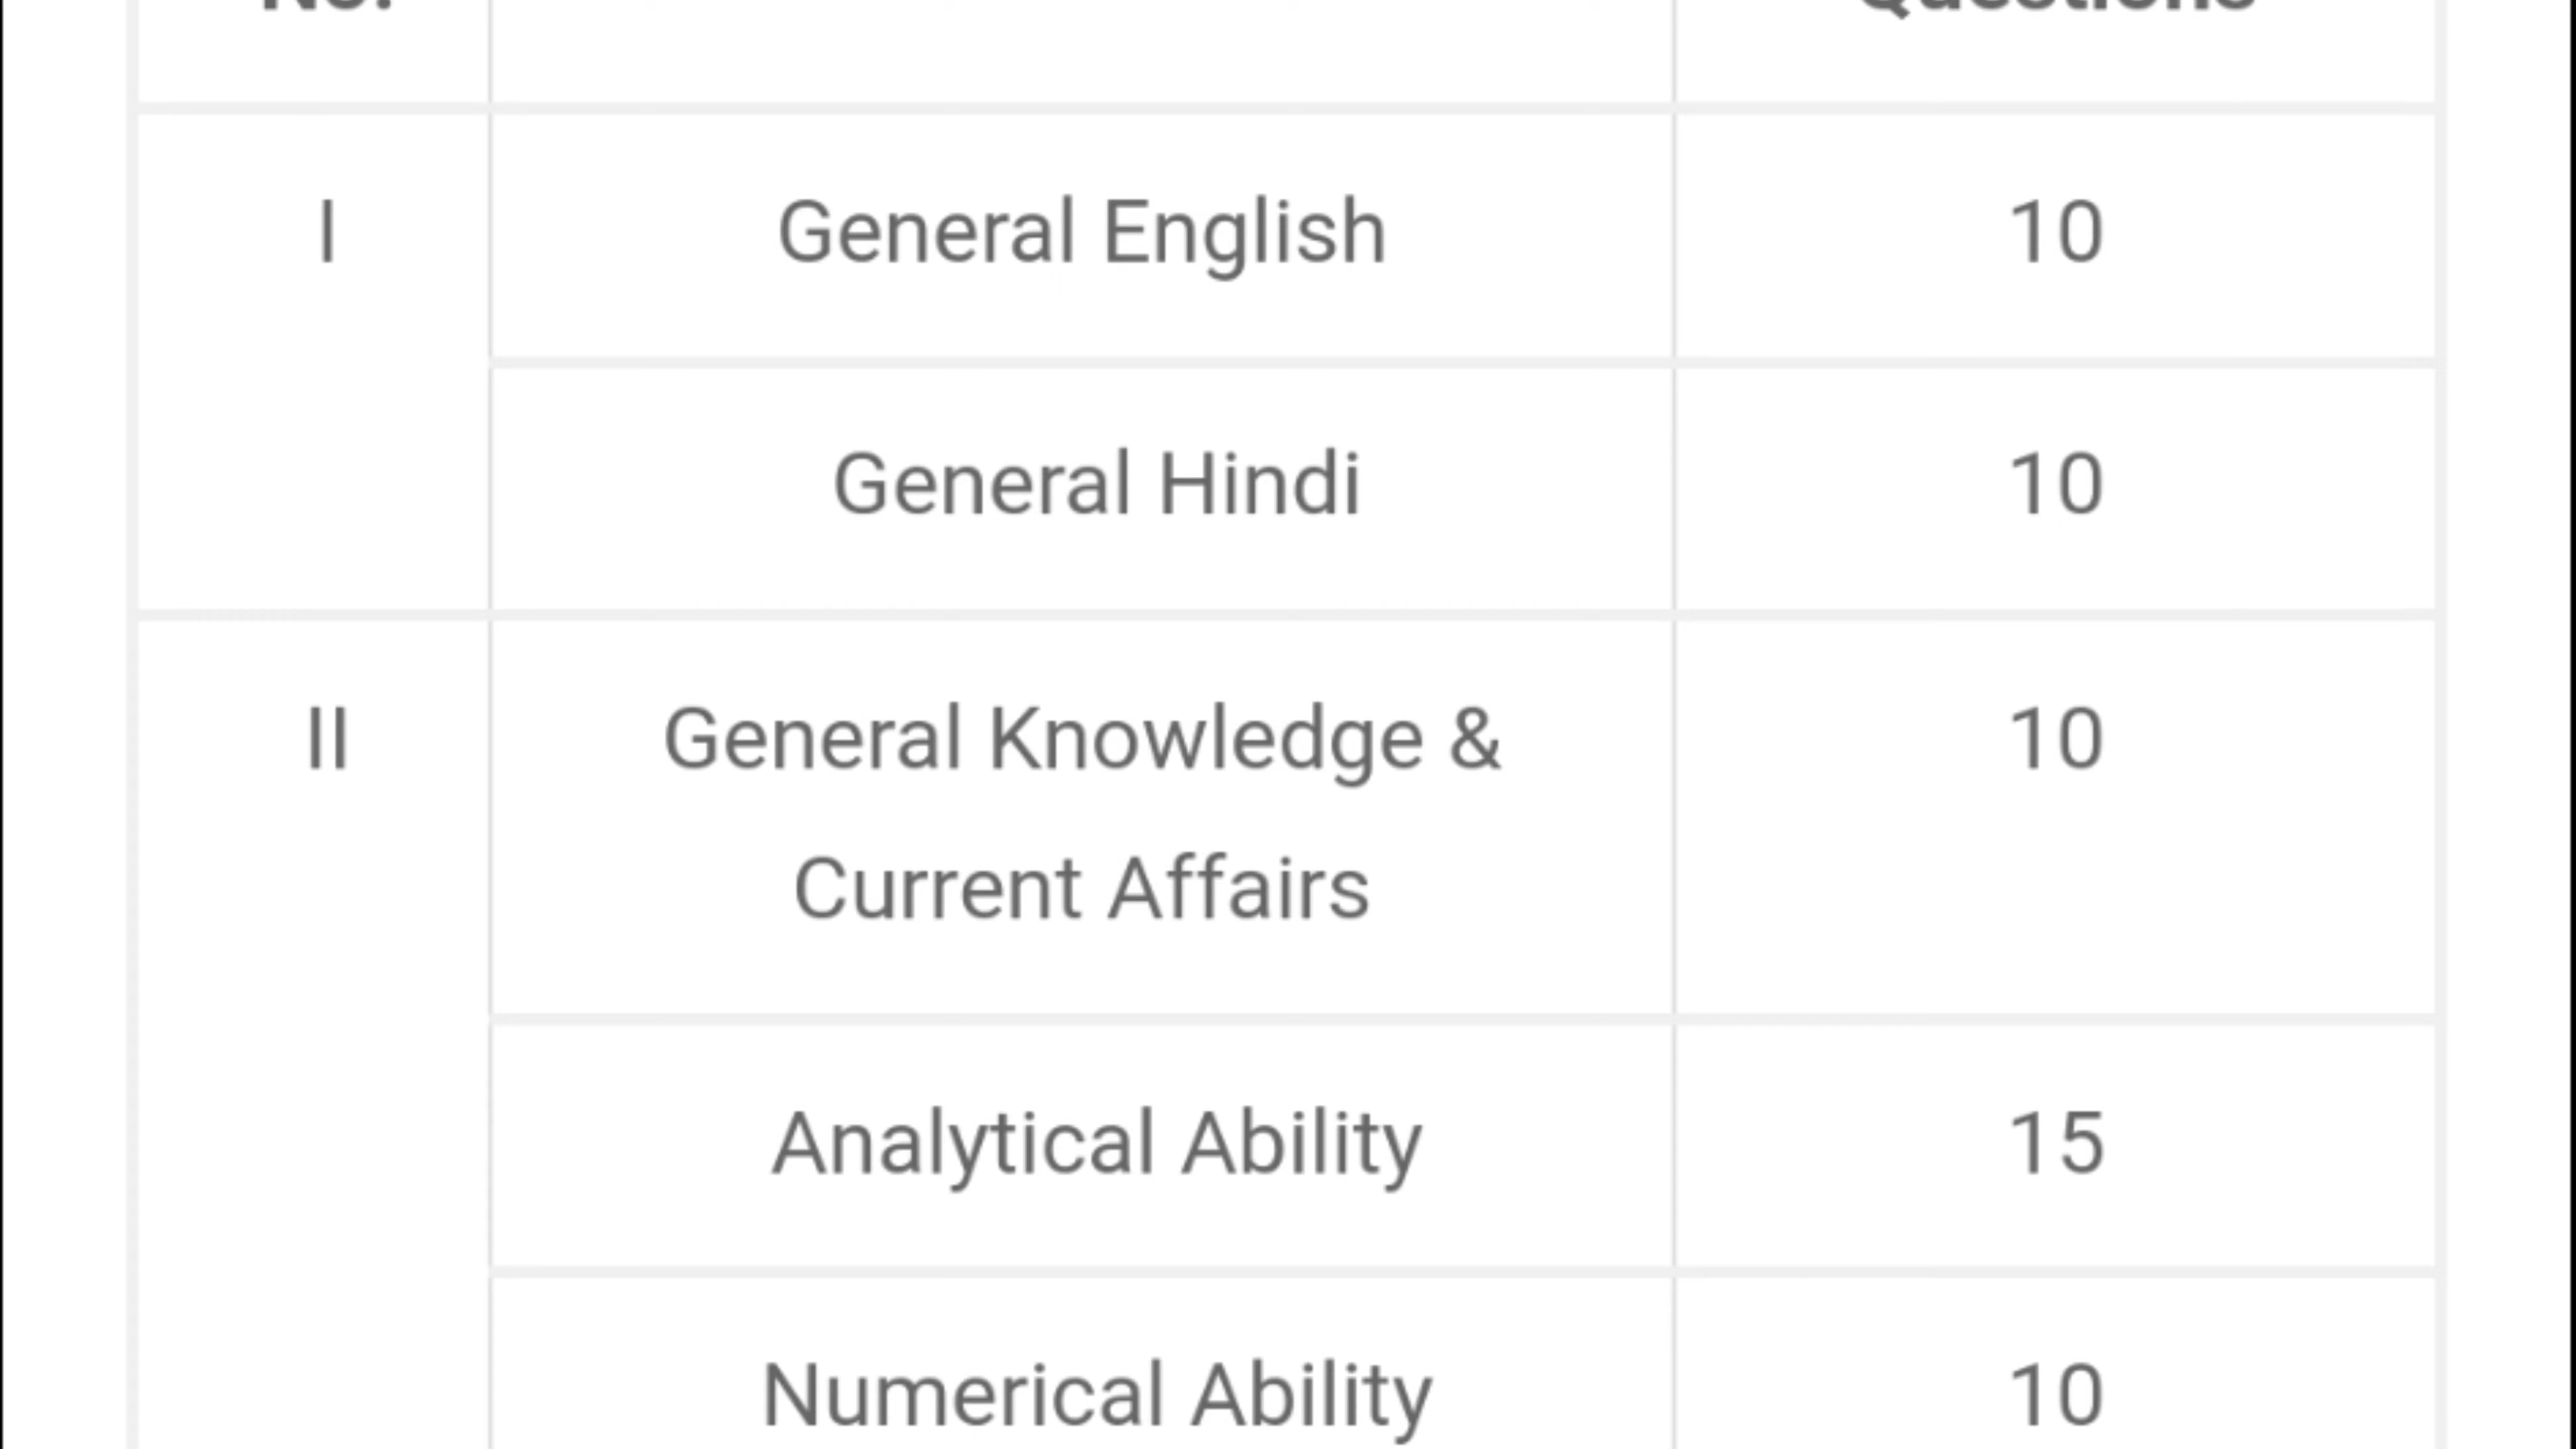 No. Questions
I General English 10
General Hindi 10
II General Knowledge & 10
Current Affairs
Analytical Ability 15
Numerical Ability 10